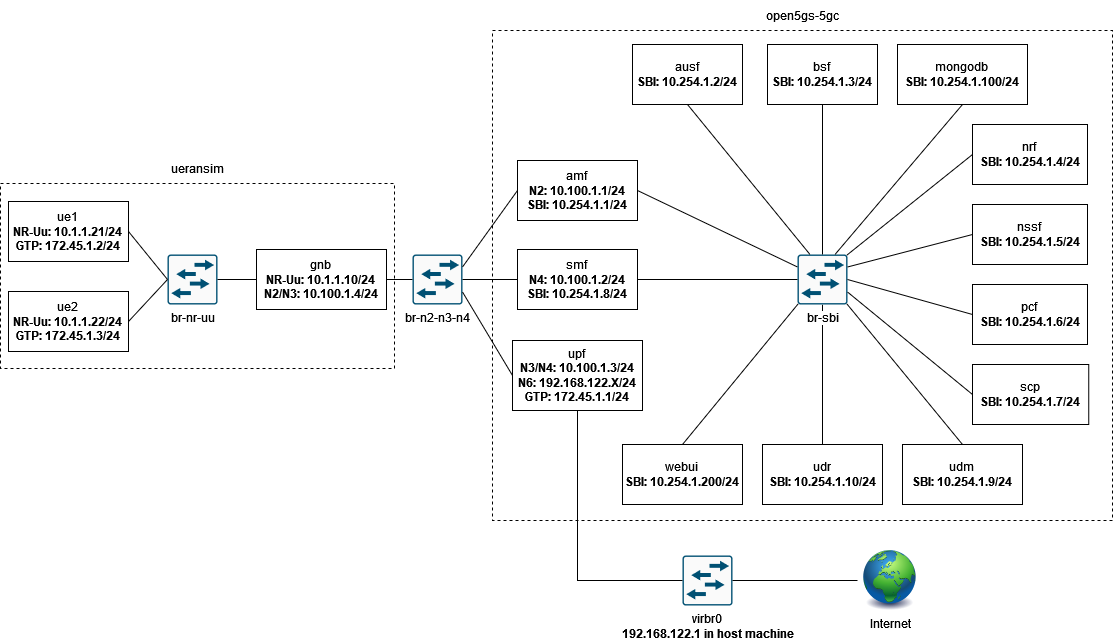 open5gs-5gc
ausf
SBI: 10.254.1.2/24
bsf
SBI: 10.254.1.3/24
mongodb
SBI: 10.254.1.100/24
nrf
SBI: 10.254.1.4/24
ueransim
amf
N2: 10.100.1.1/24
SBI: 10.254.1.1/24
ue1
NR-Uu: 10.1.1.21/24
GTP: 172.45.1.2/24
nssf
SBI: 10.254.1.5/24
gnb
NR-Uu: 10.1.1.10/24
N2/N3: 10.100.1.4/24
smf
N4: 10.100.1.2/24
SBI: 10.254.1.8/24
ue2
NR-Uu: 10.1.1.22/24
GTP: 172.45.1.3/24
br-nr-uu
br-n2-n3-n4
br-sbi
pcf
SBI: 10.254.1.6/24
upf
N3/N4: 10.100.1.3/24
N6: 192.168.122.X/24
GTP: 172.45.1.1/24
scp
SBI: 10.254.1.7/24
webui
SBI: 10.254.1.200/24
udr
SBI: 10.254.1.10/24
udm
SBI: 10.254.1.9/24
virbr0
192.168.122.1 in host machine
Internet